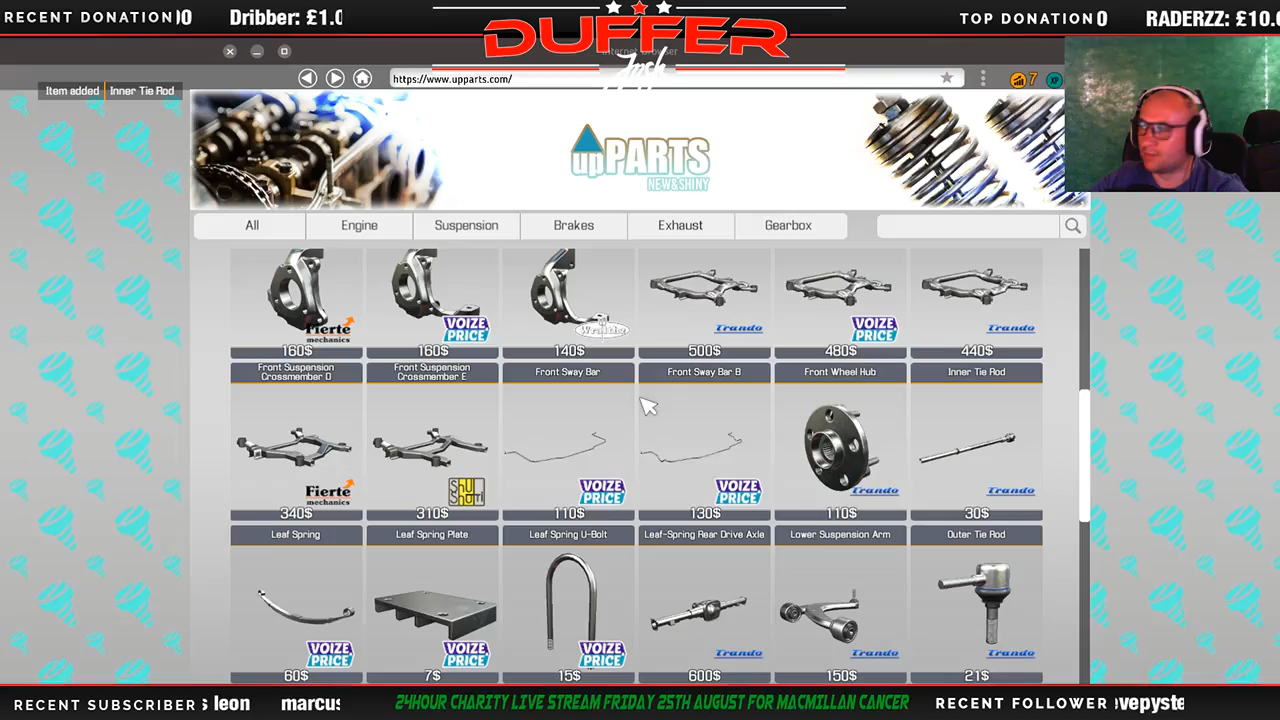 RECENT DONATION
Dribber: £1.0
DUFFER
Josh
TOP DONATION
RADERZZ: £10.0
Internet Browser
https://www.upparts.com/
7
XP
Item added
Inner Tie Rod
upPARTS
NEW&SHINY
All
Engine
Suspension
Brakes
Exhaust
Gearbox
Fierte mechanics
VOIZE PRICE
Trando
VOIZE PRICE
Trando
160$
160$
140$
500$
480$
440$
Front Suspension Crossmember D
Front Suspension Crossmember E
Front Sway Bar
Front Sway Bar B
Front Wheel Hub
Inner Tie Rod
Fierte mechanics
VOIZE PRICE
VOIZE PRICE
Trando
Trando
340$
310$
110$
130$
110$
30$
Leaf Spring
Leaf Spring Plate
Leaf Spring U-Bolt
Leaf-Spring Rear Drive Axle
Lower Suspension Arm
Outer Tie Rod
VOIZE PRICE
VOIZE PRICE
VOIZE PRICE
Trando
Trando
Trando
60$
7$
15$
600$
150$
21$
RECENT SUBSCRIBER
leon
marcus
24HOUR CHARITY LIVE STREAM FRIDAY 25TH AUGUST FOR MACMILLAN CANCER
RECENT FOLLOWER